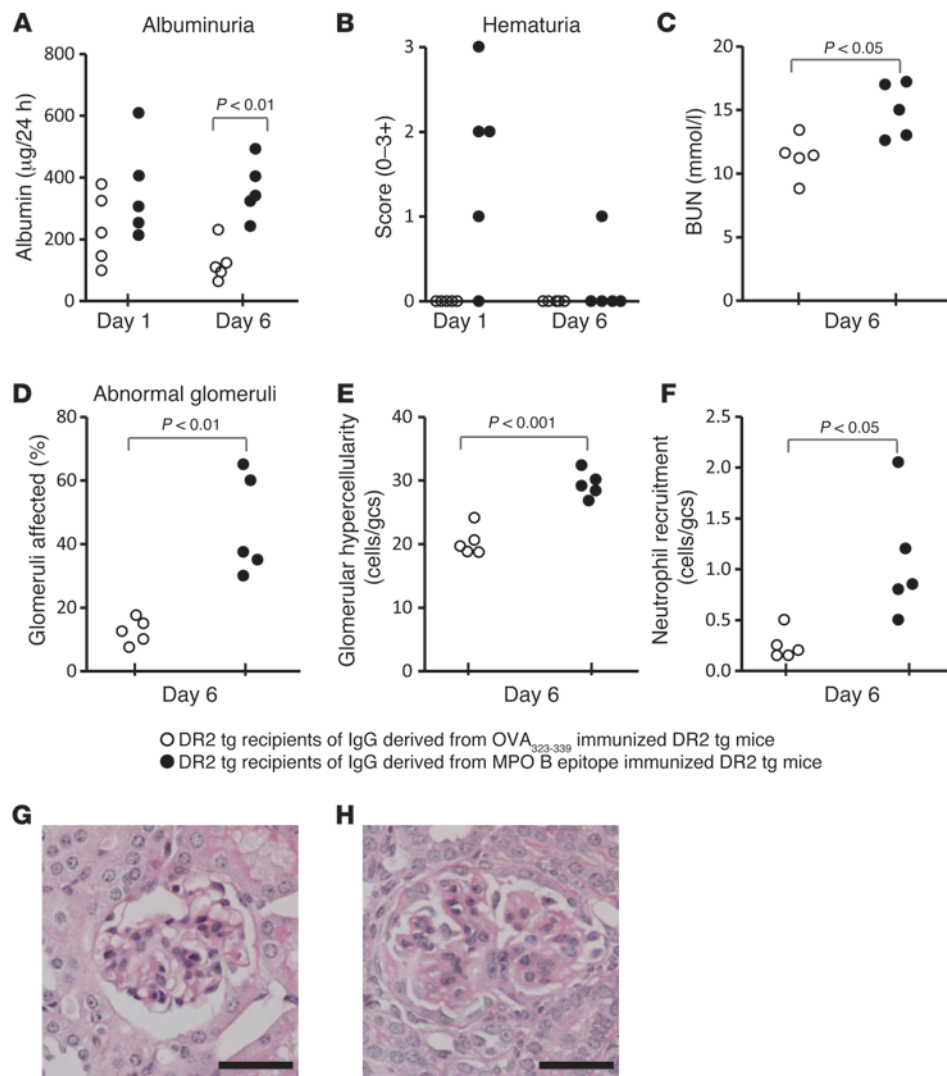 A Albuminuria
800
600
400
200
0
Albumin (µg/24 h)
P < 0.01
Day 1 Day 6
B Hematuria
3
2
1
0
Score (0–3+)
Day 1 Day 6
C
20
15
10
5
0
BUN (mmol/l)
P < 0.05
Day 6
D Abnormal glomeruli
80
60
40
20
0
Glomeruli affected (%)
P < 0.01
Day 6
E
40
30
20
10
0
Glomerular hypercellularity
(cells/gcs)
P < 0.001
Day 6
F
2.5
2.0
1.5
1.0
0.5
0.0
Neutrophil recruitment
(cells/gcs)
P < 0.05
Day 6
DR2 tg recipients of IgG derived from OVA323-339 immunized DR2 tg mice
DR2 tg recipients of IgG derived from MPO B epitope immunized DR2 tg mice
G
H